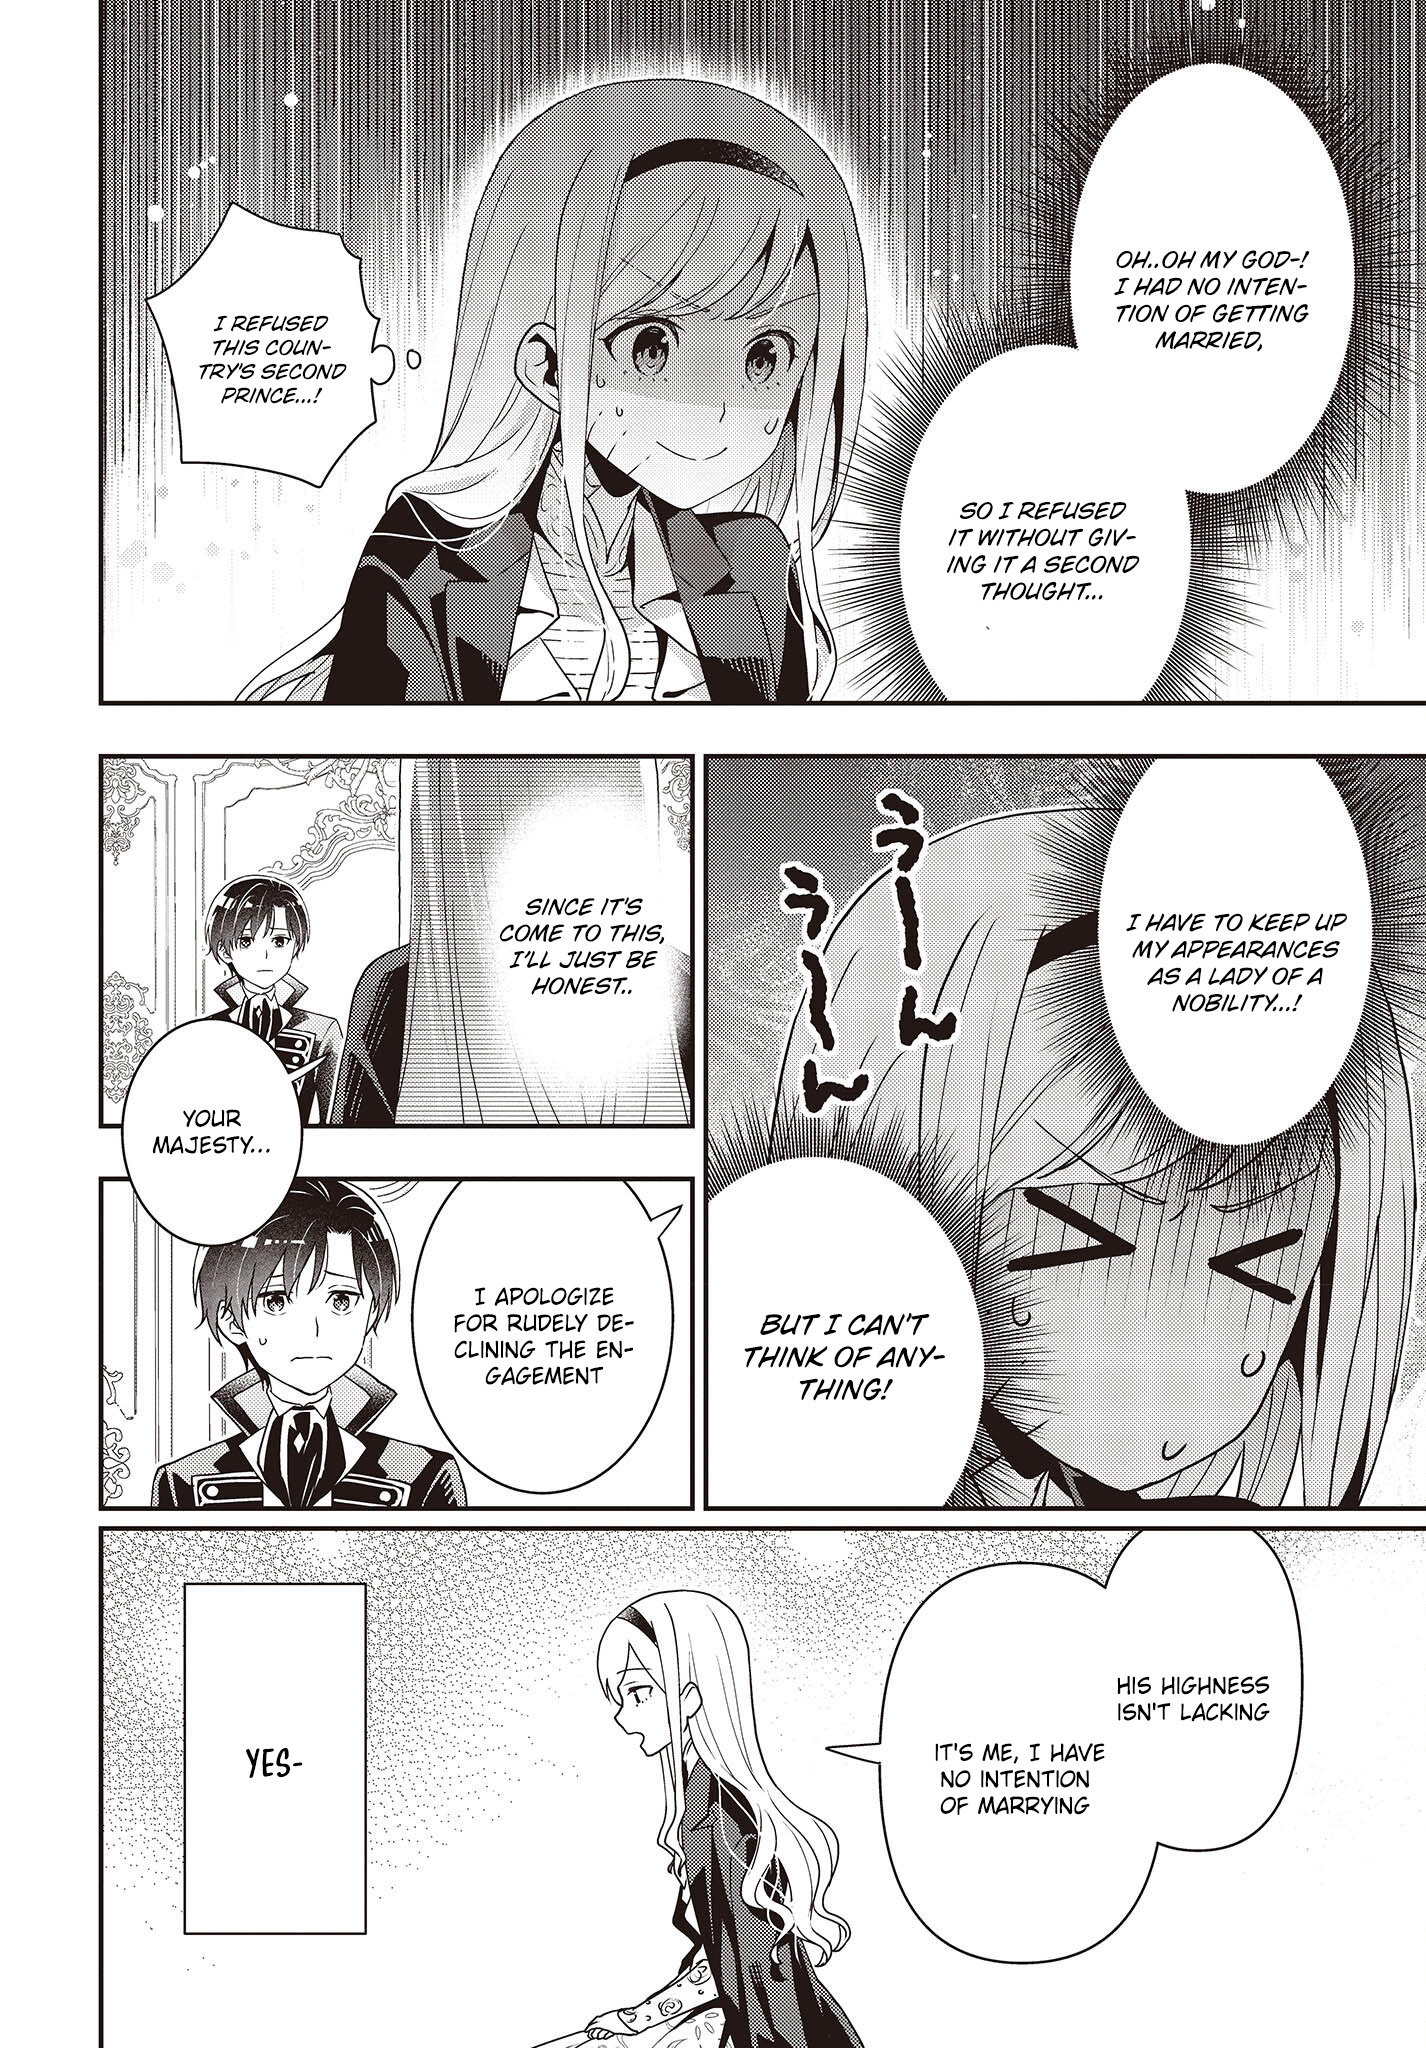 OH..OH MY GOD-!
I HAD NO INTEN-
TION OF GETTING
MARRIED,
SO I REFUSED
IT WITHOUT GIV-
ING IT A SECOND
THOUGHT...
I REFUSED
THIS COUN-
TRY'S SECOND
PRINCE...!
I HAVE TO KEEP UP
MY APPEARANCES
AS A LADY OF A
NOBILITY...!
うーん
うーん
BUT I CAN'T
THINK OF ANY-
THING!
SINCE IT'S
COME TO THIS,
I'LL JUST BE
HONEST..
YOUR
MAJESTY...
I APOLOGIZE
FOR RUDELY DE-
CLINING THE EN-
GAGEMENT
HIS HIGHNESS
ISN'T LACKING
IT'S ME, I HAVE
NO INTENTION
OF MARRYING
YES-